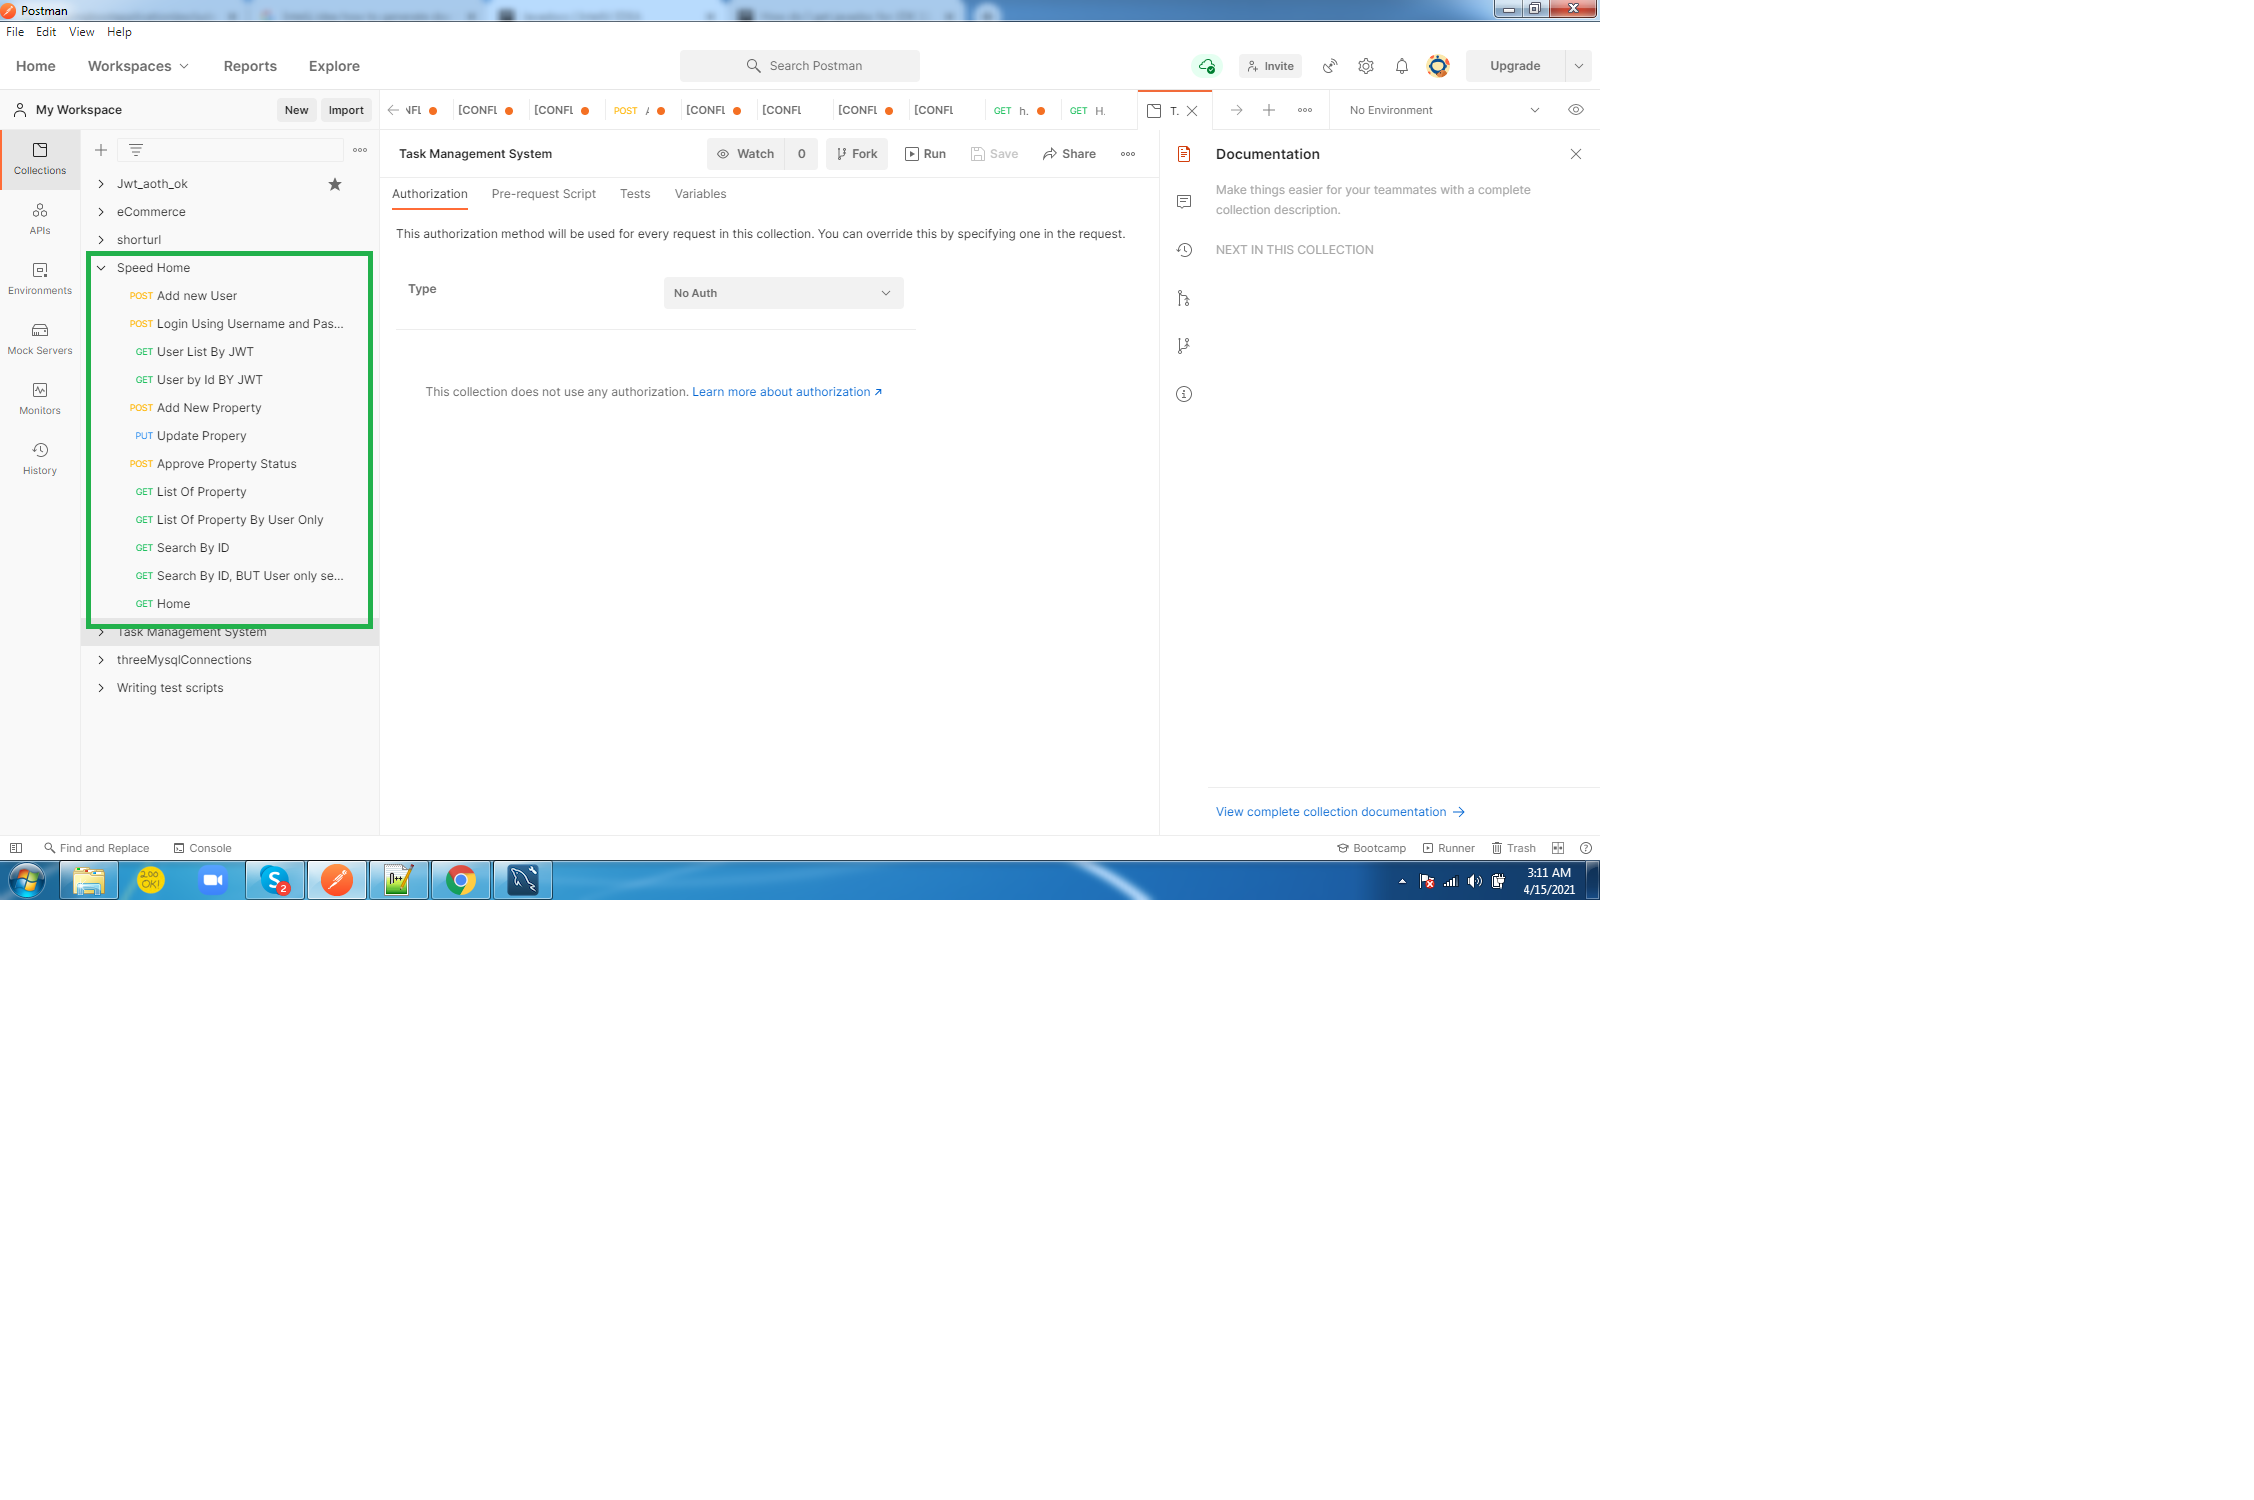 Postman
File Edit View Help
Home Workspaces Reports Explore
Search Postman
Invite
Upgrade
My Workspace
New Import
[CONFL [CONFL POST [CONFL [CONFL [CONFL [CONFL GET h. GET H. T.
No Environment
Collections
APIs
Environments
Mock Servers
Monitors
History
Jwt_aoth_ok
eCommerce
shorturl
Speed Home
POST Add new User
POST Login Using Username and Pas...
GET User List By JWT
GET User by Id BY JWT
POST Add New Property
PUT Update Propery
POST Approve Property Status
GET List Of Property
GET List Of Property By User Only
GET Search By ID
GET Search By ID, BUT User only se...
GET Home
Task Management System
threeMysqlConnections
Writing test scripts
Task Management System
Watch 0 Fork Run Save Share
Authorization Pre-request Script Tests Variables
This authorization method will be used for every request in this collection. You can override this by specifying one in the request.
Type No Auth
This collection does not use any authorization. Learn more about authorization
Documentation
Make things easier for your teammates with a complete
collection description.
NEXT IN THIS COLLECTION
View complete collection documentation
Find and Replace Console
Bootcamp Runner Trash
200
OK!
S
2
3:11 AM
4/15/2021